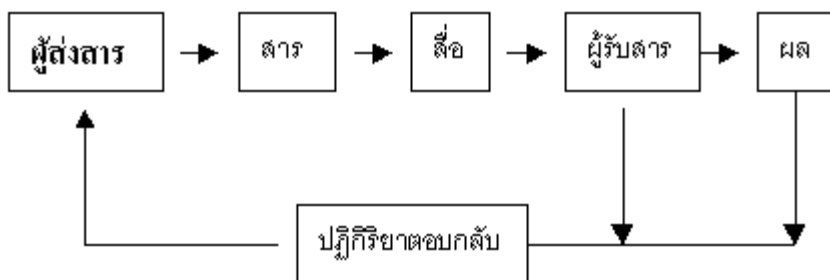 ผู้ส่งสาร
สาร
สื่อ
ผู้รับสาร
ผล
ปฏิกิริยาตอบกลับ